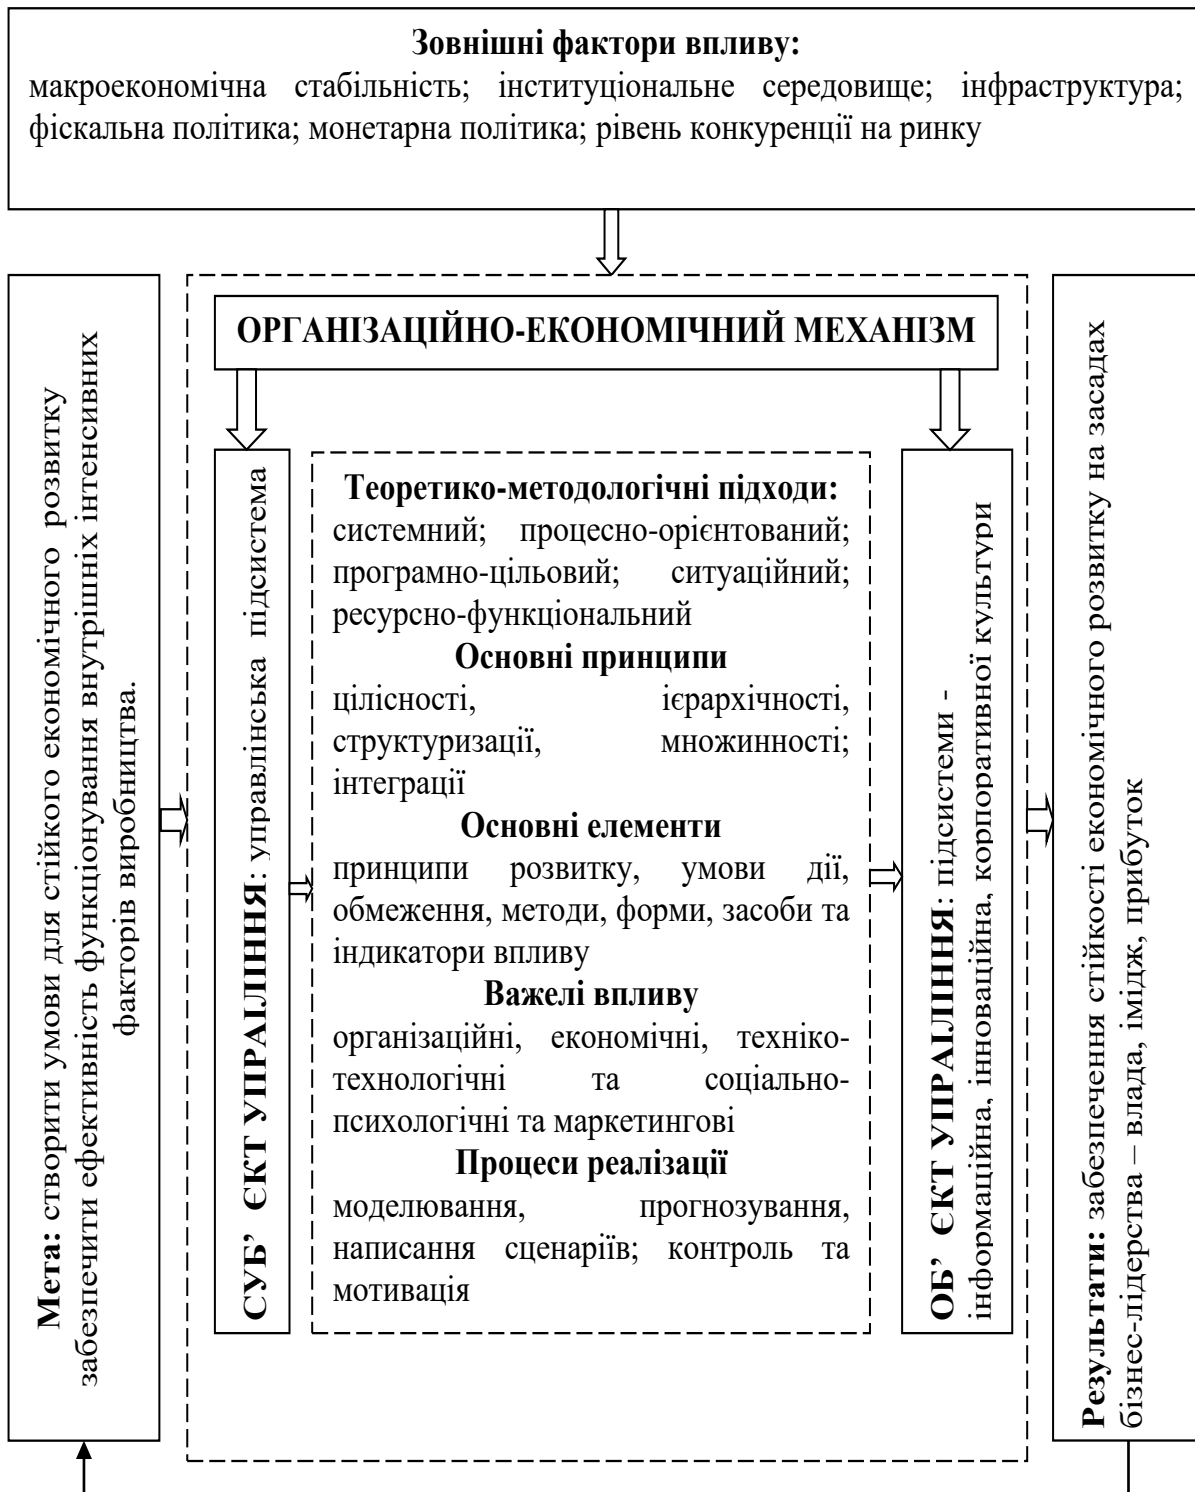 Зовнішні фактори впливу:
макроекономічна стабільність; інституціональне середовище; інфраструктура;
фіскальна політика; монетарна політика; рівень конкуренції на ринку
Мета: створити умови для стійкого економічного розвитку
забезпечити ефективність функціонування внутрішніх інтенсивних
факторів виробництва.
ОРГАНІЗАЦІЙНО-ЕКОНОМІЧНИЙ МЕХАНІЗМ
СУБ’ ЄКТ УПРАІЛІННЯ: управлінська підсистема
Теоретико-методологічні підходи:
системний; процесно-орієнтований;
програмно-цільовий; ситуаційний;
ресурсно-функціональний
Основні принципи
цілісності, ієрархічності,
структуризації, множинності;
інтеграції
Основні елементи
принципи розвитку, умови дії,
обмеження, методи, форми, засоби та
індикатори впливу
Важелі впливу
організаційні, економічні, техніко-
технологічні та соціально-
психологічні та маркетингові
Процеси реалізації
моделювання, прогнозування,
написання сценаріїв; контроль та
мотивація
ОБ’ ЄКТ УПРАІЛІННЯ: підсистеми -
інформаційна, інноваційна, корпоративної культури
Результати: забезпечення стійкості економічного розвитку на засадах
бізнес-лідерства – влада, імідж, прибуток